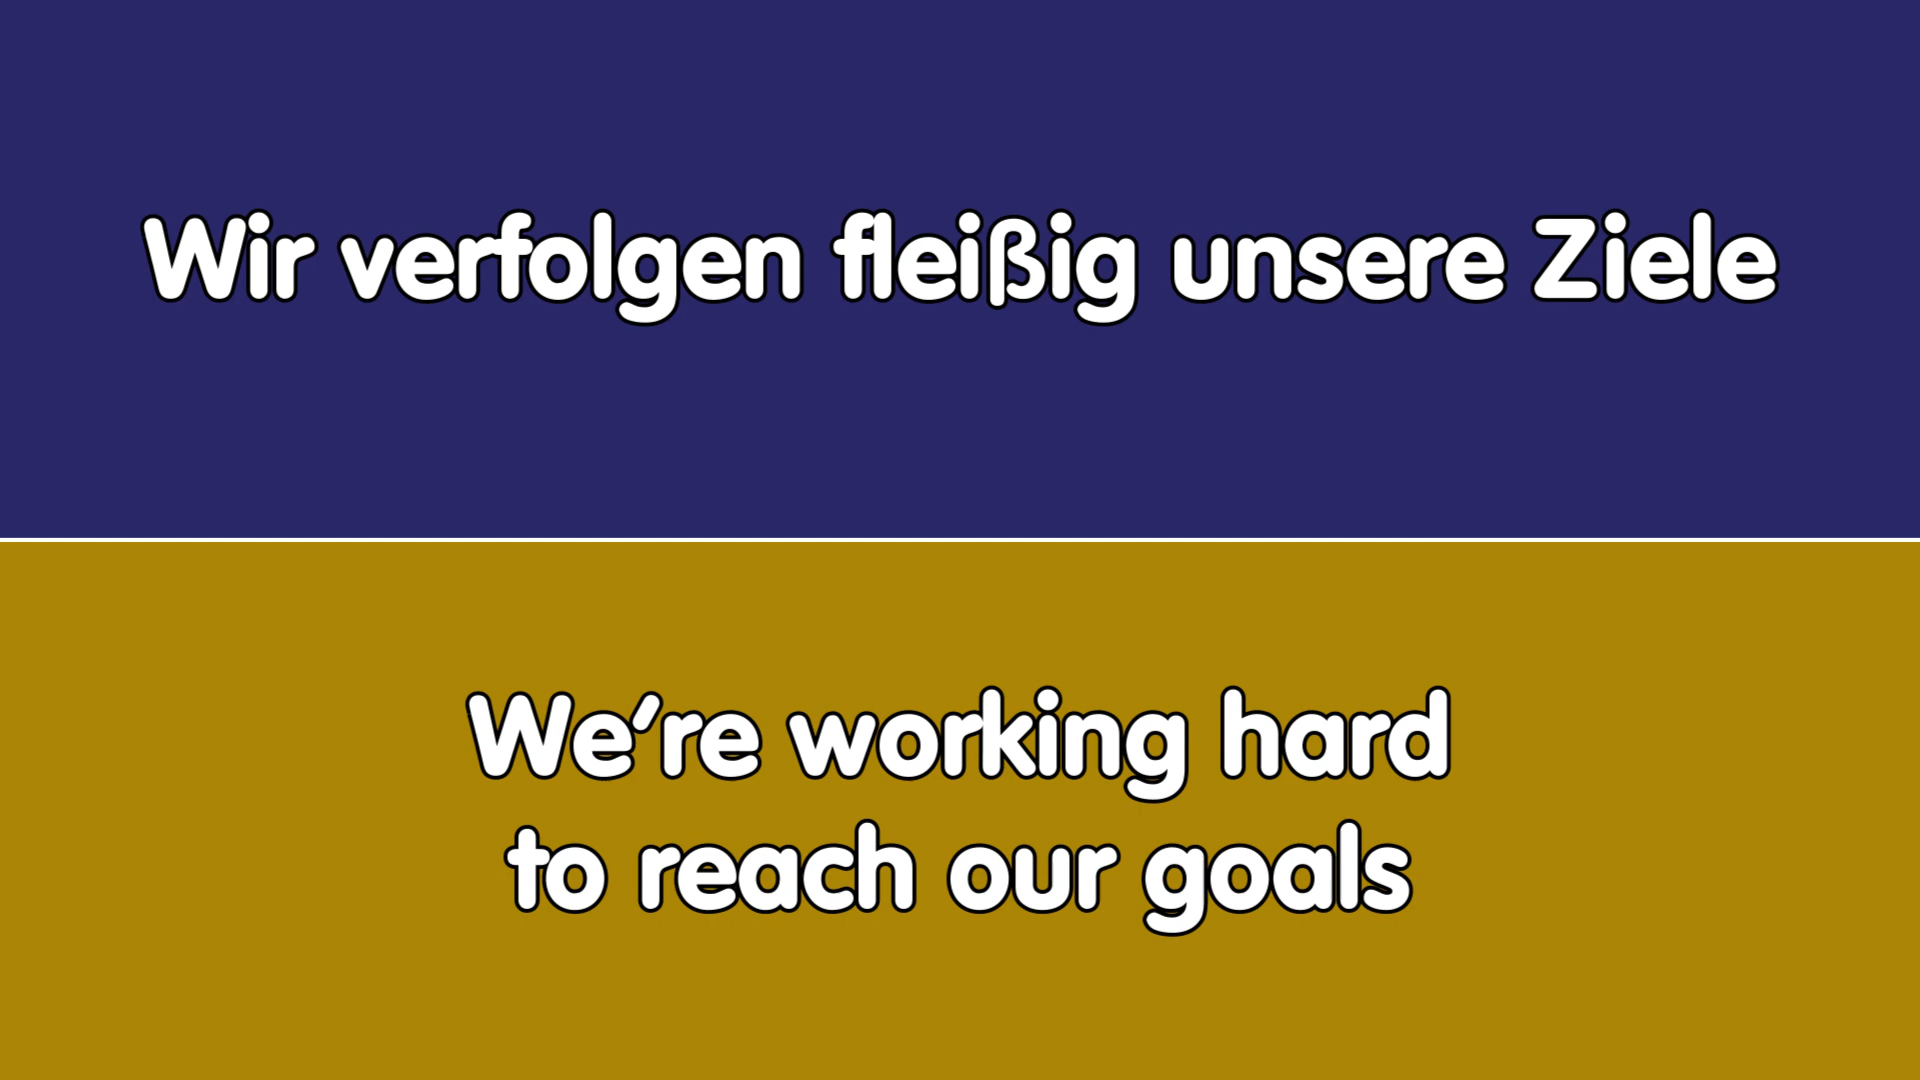 Wir verfolgen fleißig unsere Ziele
We're working hard
to reach our goals